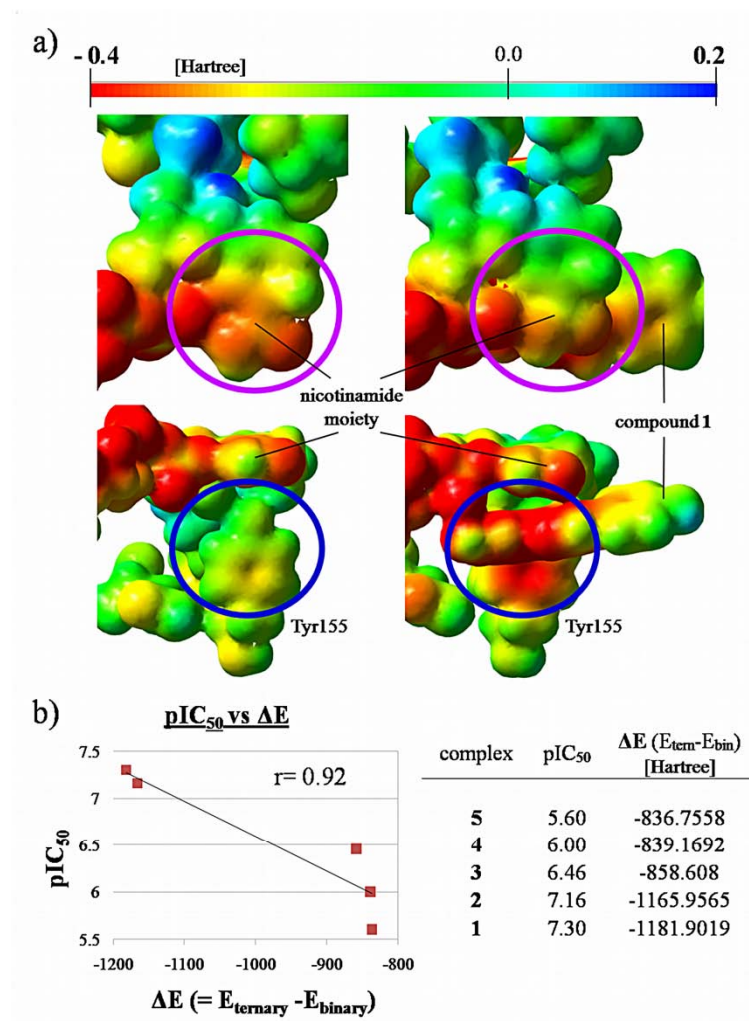 a)
- 0.4 [Hartree] 0.0 0.2
nicotinamide
moiety
compound 1
Tyr155 Tyr155
b)
pIC50 vs ΔE
r= 0.92
pIC50
7.5
7
6.5
6
5.5
-1200 -1100 -1000 -900 -800
ΔE (= Eternary -Ebinary)
complex pIC50 ΔE (Etern-Ebin)
[Hartree]
5 5.60 -836.7558
4 6.00 -839.1692
3 6.46 -858.608
2 7.16 -1165.9565
1 7.30 -1181.9019